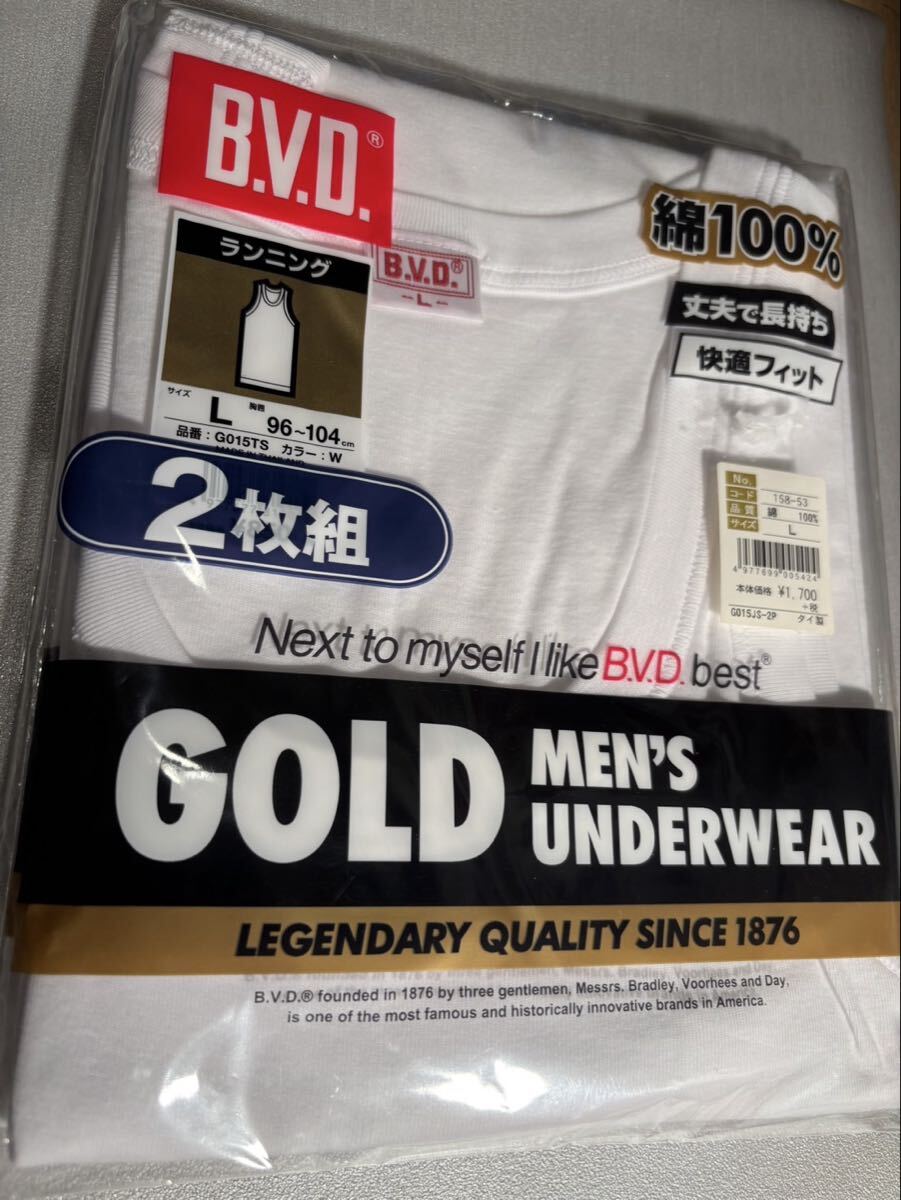 B.V.D.®
ランニング
B.V.D.®
-L-
綿100%
丈夫で長持ち
快適フィット
サイズ 胸囲
L 96~104cm
品番:G015TS カラー:W
MADE IN THAILAND
2枚組
No.
コード 158-53
品質 綿 100%
サイズ L
4977699005424
本体価格 ¥1,700
+税
G015JS-2P タイ製
Next to myself I like B.V.D. best®
GOLD MEN'S
UNDERWEAR
LEGENDARY QUALITY SINCE 1876
B.V.D.® founded in 1876 by three gentlemen, Messrs. Bradley, Voorhees and Day,
is one of the most famous and historically innovative brands in America.